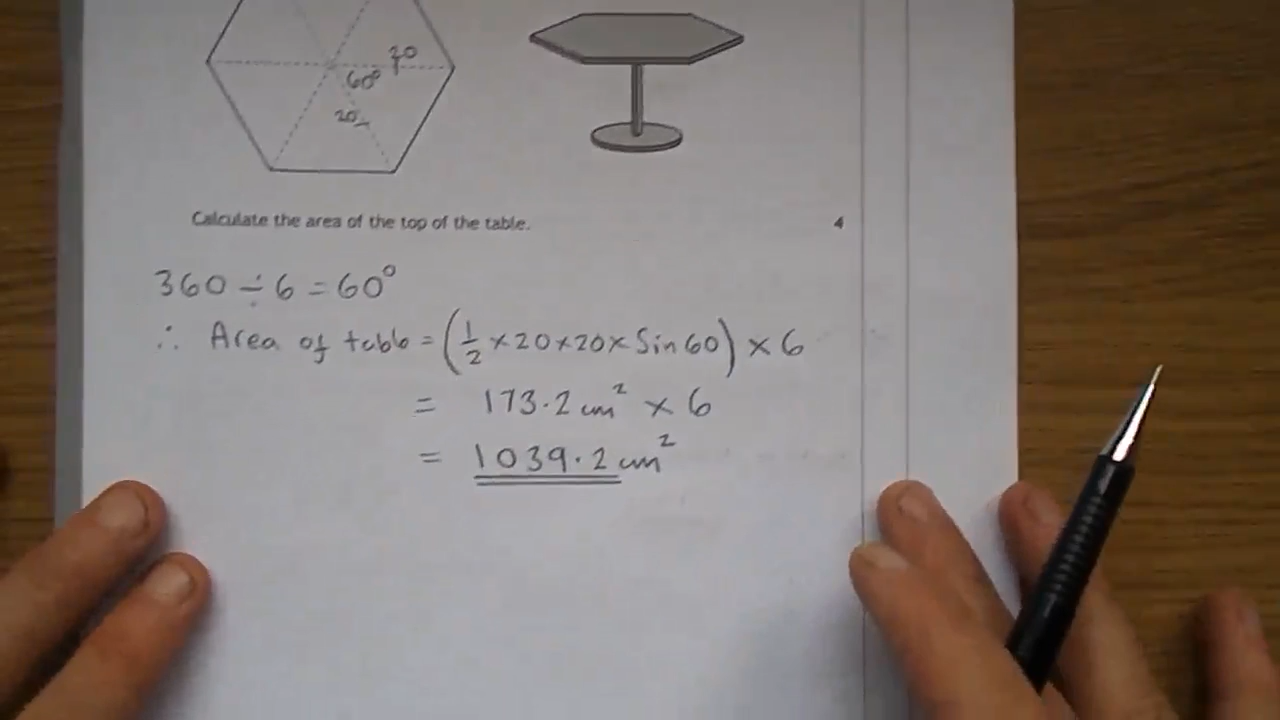 20
60°
20
Calculate the area of the top of the table. 4
360 ÷ 6 = 60°
∴ Area of table = (1/2 × 20 × 20 × Sin 60) × 6
= 173.2 cm² × 6
= 1039.2 cm²